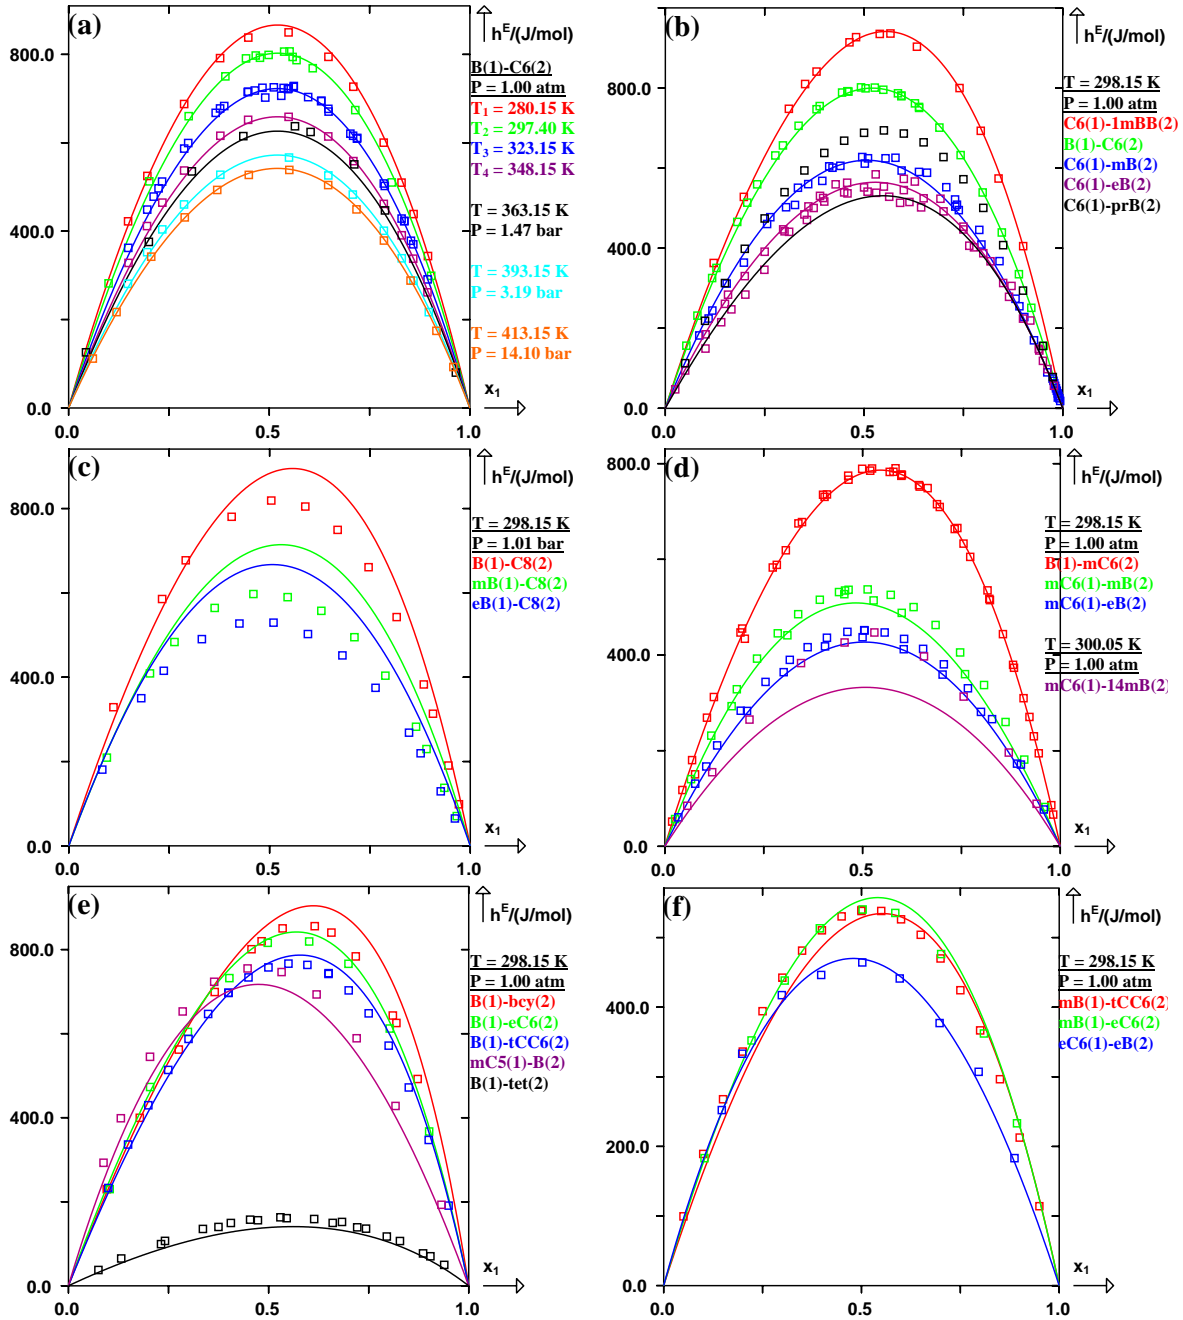 (a)
h^E/(J/mol)
800.0
B(1)-C6(2)
P = 1.00 atm
T₁ = 280.15 K
T₂ = 297.40 K
T₃ = 323.15 K
T₄ = 348.15 K
T = 363.15 K
P = 1.47 bar
400.0
T = 393.15 K
P = 3.19 bar
T = 413.15 K
P = 14.10 bar
x₁
0.0
0.0 0.5 1.0
(b)
h^E/(J/mol)
T = 298.15 K
P = 1.00 atm
800.0
C6(1)-1mBB(2)
B(1)-C6(2)
C6(1)-mB(2)
C6(1)-eB(2)
C6(1)-prB(2)
400.0
x₁
0.0
0.0 0.5 1.0
(c)
h^E/(J/mol)
800.0
T = 298.15 K
P = 1.01 bar
B(1)-C8(2)
mB(1)-C8(2)
eB(1)-C8(2)
400.0
x₁
0.0
0.0 0.5 1.0
(d)
800.0
h^E/(J/mol)
T = 298.15 K
P = 1.00 atm
B(1)-mC6(2)
mC6(1)-mB(2)
mC6(1)-eB(2)
400.0
T = 300.05 K
P = 1.00 atm
mC6(1)-14mB(2)
x₁
0.0
0.0 0.5 1.0
(e)
h^E/(J/mol)
800.0
T = 298.15 K
P = 1.00 atm
B(1)-bcy(2)
B(1)-eC6(2)
B(1)-tCC6(2)
mC5(1)-B(2)
B(1)-tet(2)
400.0
x₁
0.0
0.0 0.5 1.0
(f)
h^E/(J/mol)
T = 298.15 K
P = 1.00 atm
mB(1)-tCC6(2)
400.0
mB(1)-eC6(2)
eC6(1)-eB(2)
200.0
x₁
0.0
0.0 0.5 1.0